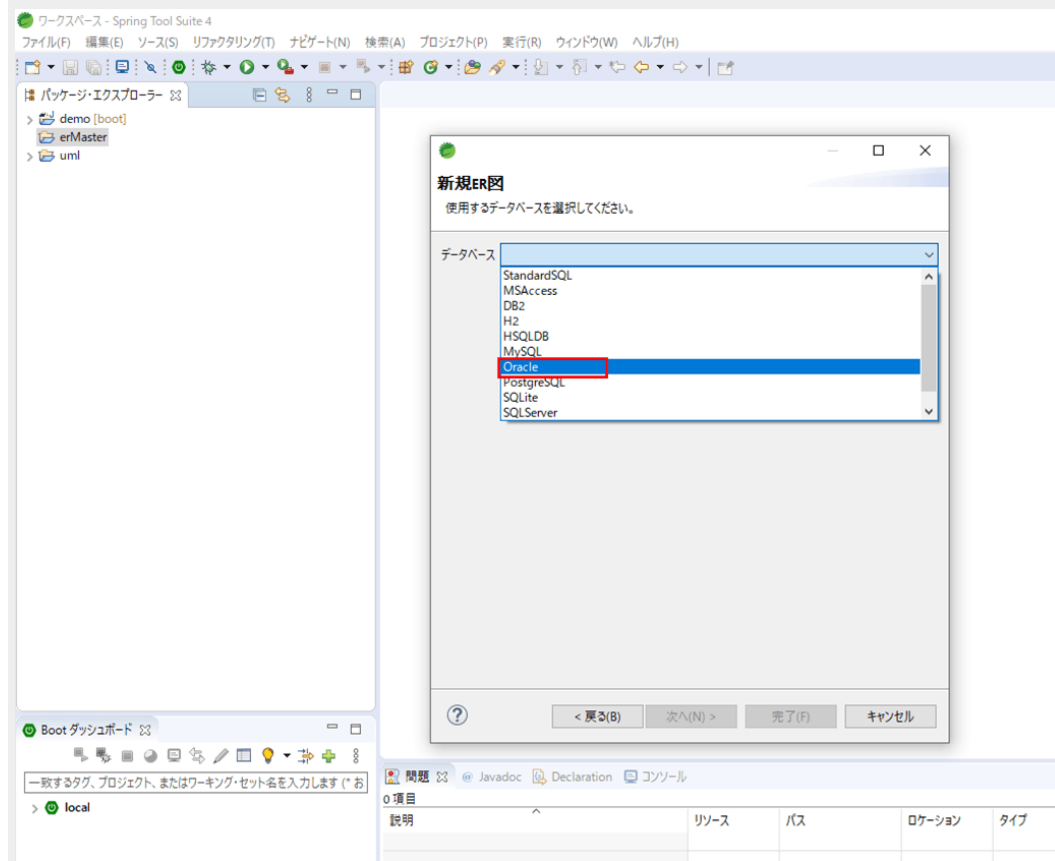 ワークスペース - Spring Tool Suite 4
ファイル(F) 編集(E) ソース(S) リファクタリング(T) ナビゲート(N) 検索(A) プロジェクト(P) 実行(R) ウィンドウ(W) ヘルプ(H)
パッケージ・エクスプローラー
demo [boot]
erMaster
uml
新規ER図
使用するデータベースを選択してください。
データベース
StandardSQL
MSAccess
DB2
H2
HSQLDB
MySQL
Oracle
PostgreSQL
SQLite
SQLServer
< 戻る(B) 次へ(N) > 完了(F) キャンセル
Boot ダッシュボード
一致するタグ、プロジェクト、またはワーキング・セット名を入力します (* お
local
問題 @ Javadoc Declaration コンソール
0 項目
説明 リソース パス ロケーション タイプ